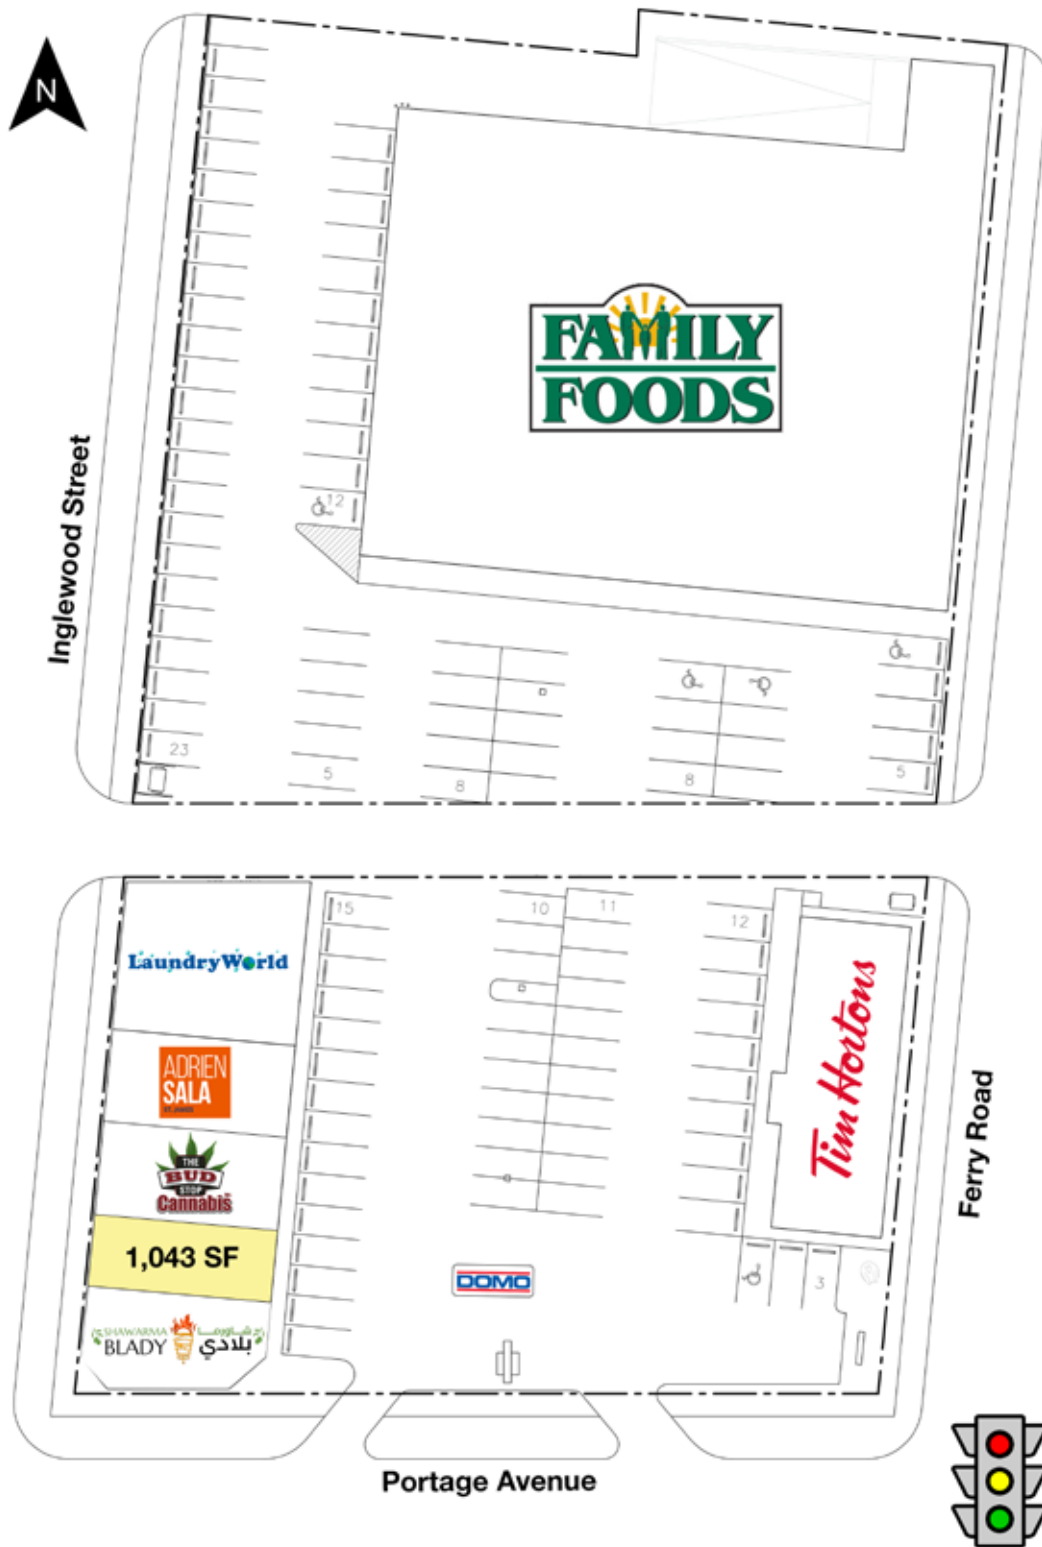 N
FAMILY
FOODS
Inglewood Street
12
23
5
8
8
5
15
10
11
12
LaundryWorld
ADRIEN
SALA
THE
BUD
STOP
Cannabis
1,043 SF
SHAWARMA
BLADY
شاورما
بلادي
DOMO
Tim Hortons
3
Ferry Road
Portage Avenue